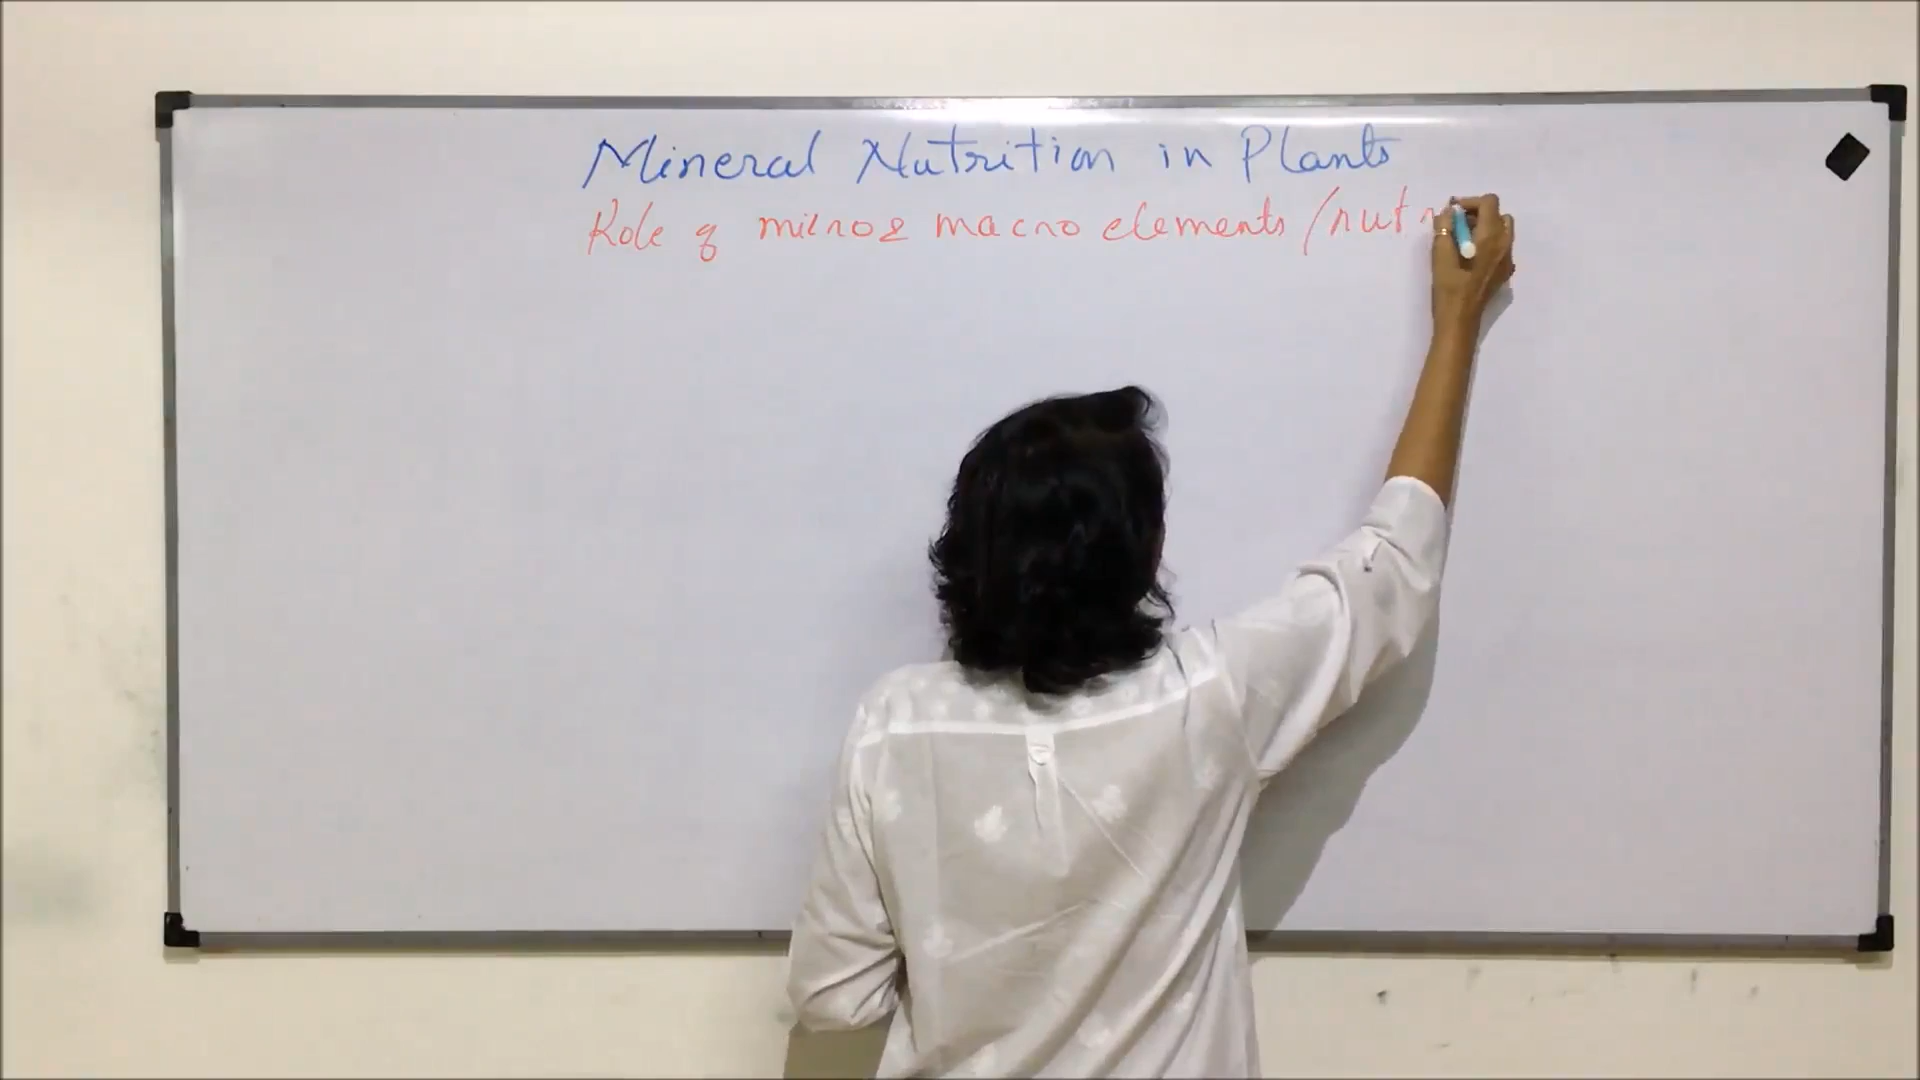 Mineral Nutrition in Plants
Role of micro & macro elements / nut